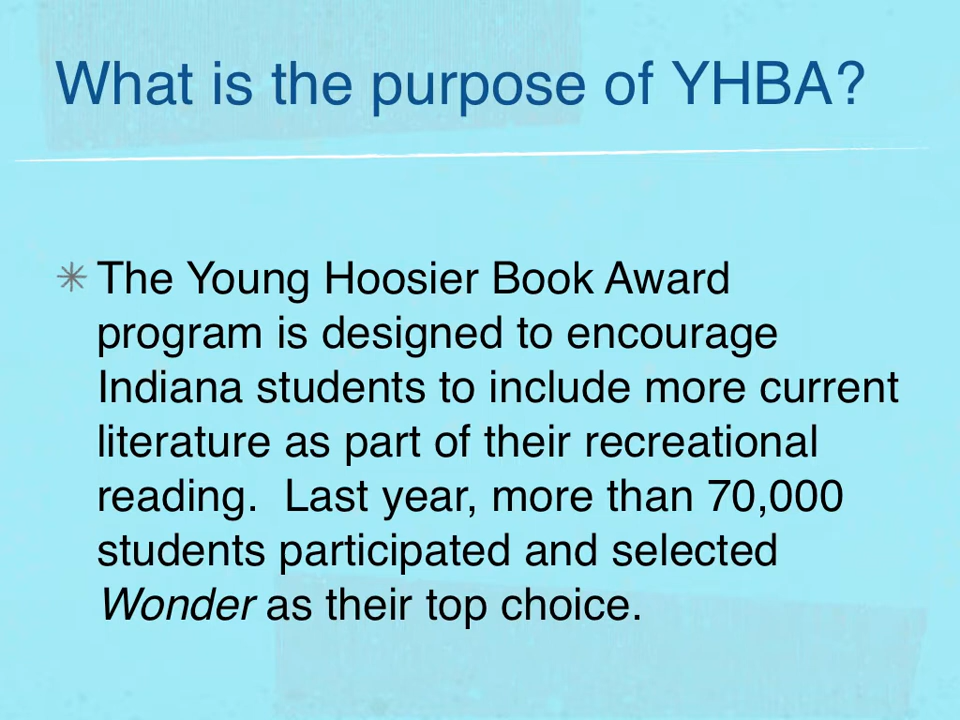 What is the purpose of YHBA?
The Young Hoosier Book Award
program is designed to encourage
Indiana students to include more current
literature as part of their recreational
reading.  Last year, more than 70,000
students participated and selected
Wonder as their top choice.